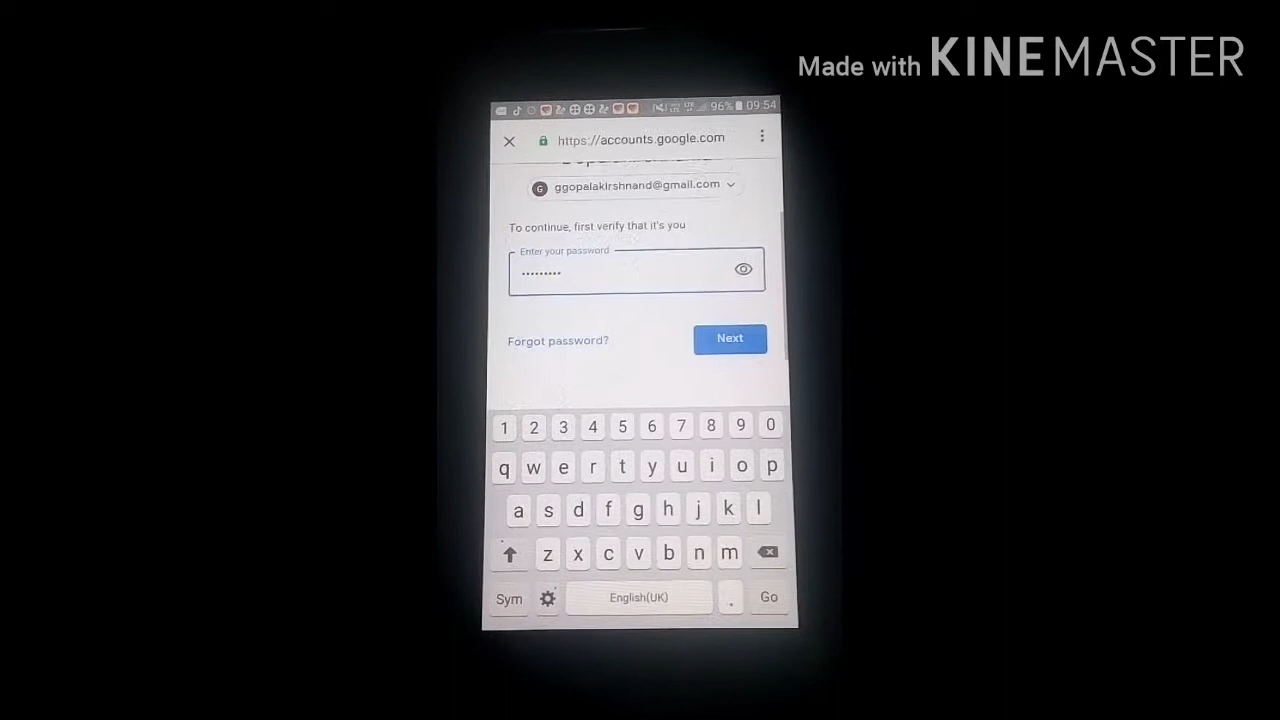 Made with KINEMASTER
96% 09:54
https://accounts.google.com
G ggopalakirshnand@gmail.com
To continue, first verify that it's you
Enter your password
•••••••••
Forgot password? Next
1 2 3 4 5 6 7 8 9 0
q w e r t y u i o p
a s d f g h j k l
z x c v b n m
Sym English(UK) . Go